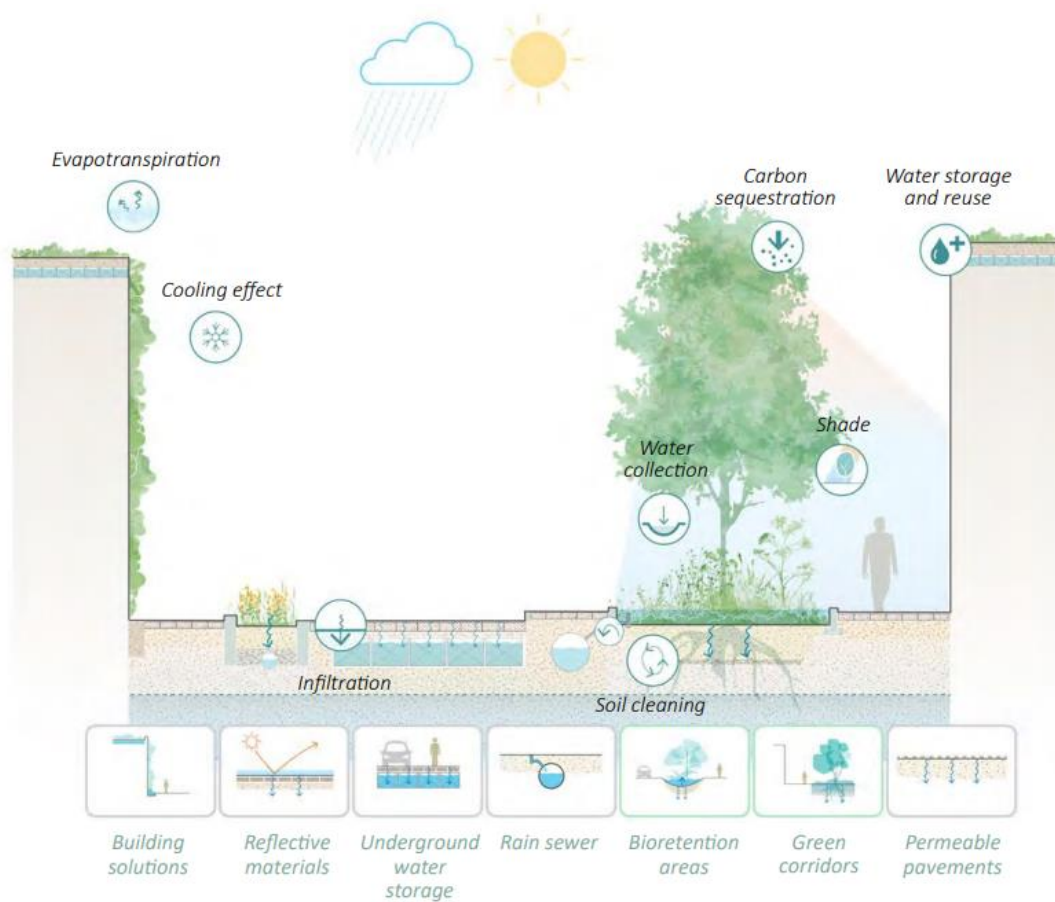 Evapotranspiration
Carbon
sequestration
Water storage
and reuse
Cooling effect
Shade
Water
collection
Infiltration
Soil cleaning
Building
solutions
Reflective
materials
Underground
water
storage
Rain sewer
Bioretention
areas
Green
corridors
Permeable
pavements